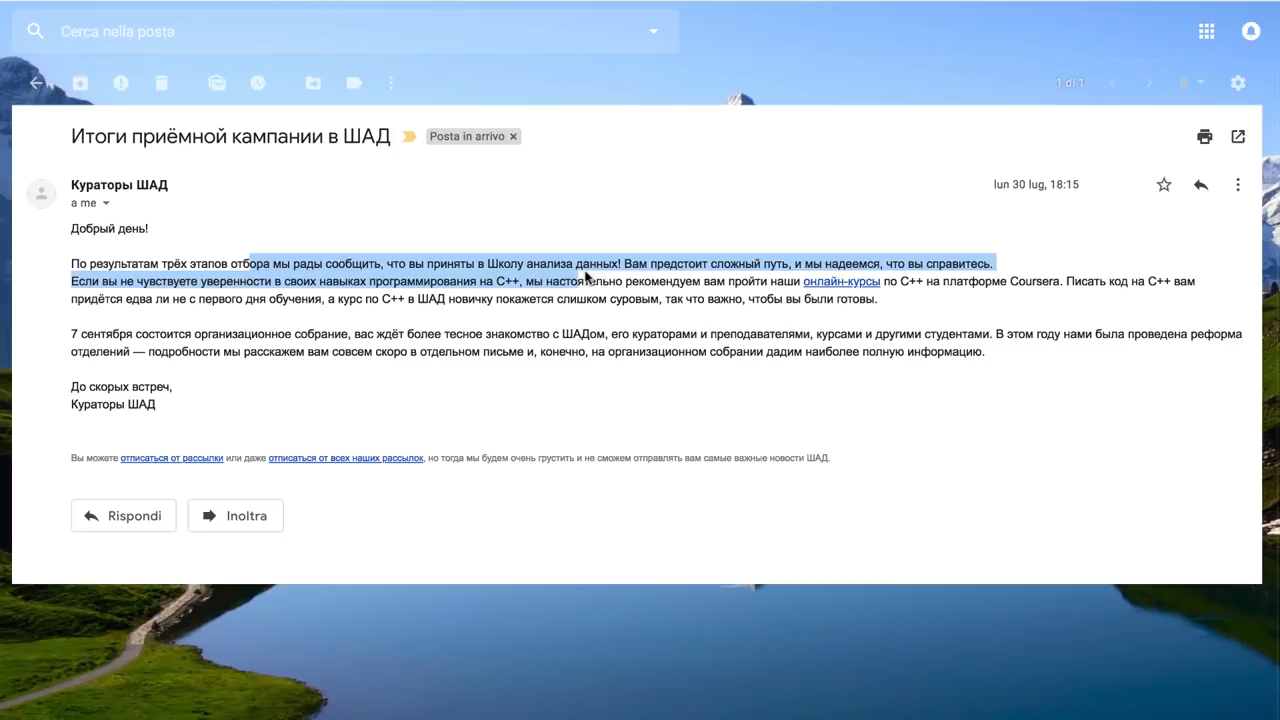 Cerca nella posta
1 di 1
Итоги приёмной кампании в ШАД
Posta in arrivo ×
Кураторы ШАД
lun 30 lug, 18:15
a me
Добрый день!
По результатам трёх этапов отбора мы рады сообщить, что вы приняты в Школу анализа данных! Вам предстоит сложный путь, и мы надеемся, что вы справитесь.
Если вы не чувствуете уверенности в своих навыках программирования на C++, мы настоятельно рекомендуем вам пройти наши онлайн-курсы по C++ на платформе Coursera. Писать код на C++ вам
придётся едва ли не с первого дня обучения, а курс по C++ в ШАД новичку покажется слишком суровым, так что важно, чтобы вы были готовы.
7 сентября состоится организационное собрание, вас ждёт более тесное знакомство с ШАДом, его кураторами и преподавателями, курсами и другими студентами. В этом году нами была проведена реформа
отделений — подробности мы расскажем вам совсем скоро в отдельном письме и, конечно, на организационном собрании дадим наиболее полную информацию.
До скорых встреч,
Кураторы ШАД
Вы можете отписаться от рассылки или даже отписаться от всех наших рассылок, но тогда мы будем очень грустить и не сможем отправлять вам самые важные новости ШАД.
Rispondi
Inoltra